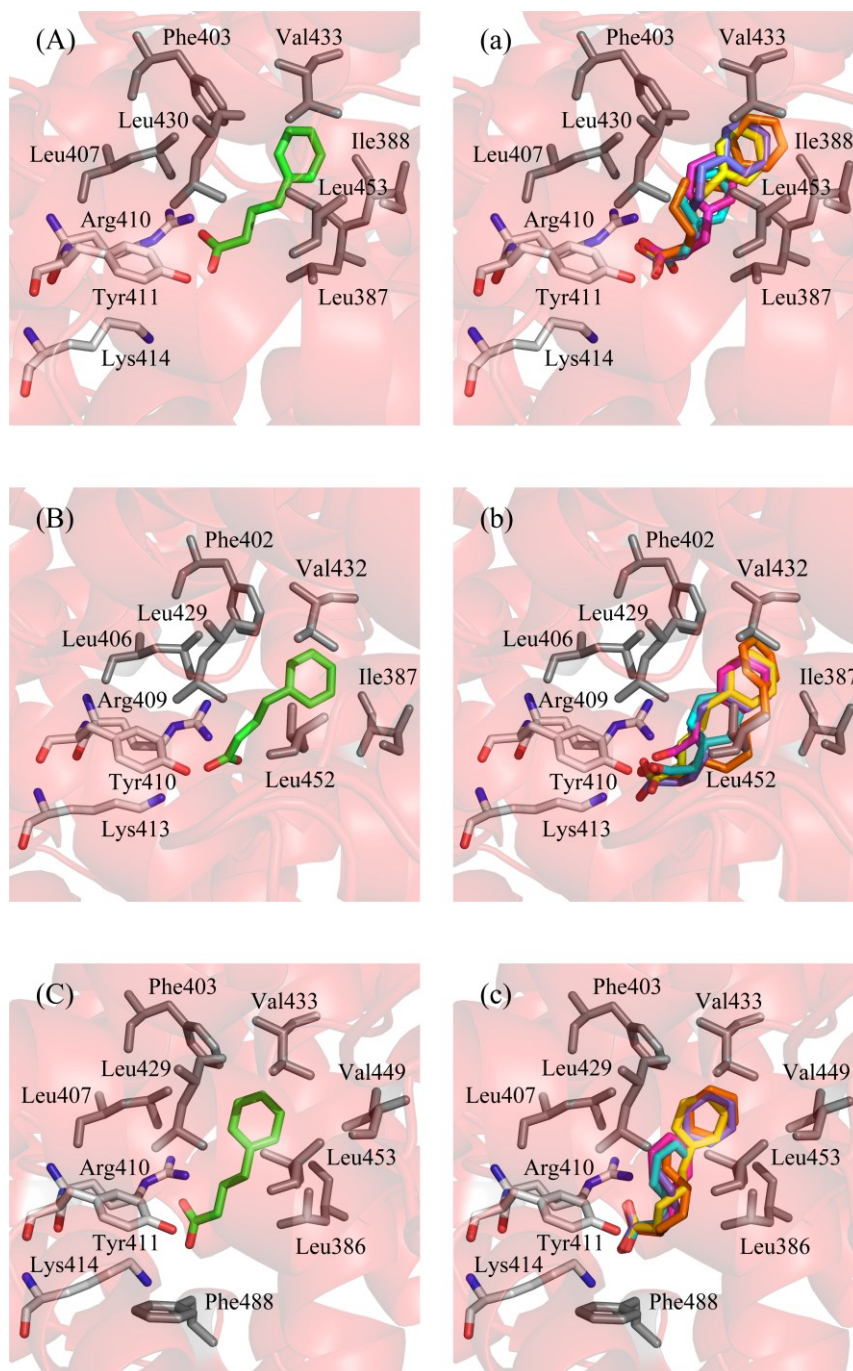 (A)
Phe403
Val433
Leu430
Leu407
Leu453
Arg410
Tyr411
Leu387
Lys414
(a)
Phe403
Val433
Leu430
Ile388
Leu407
Leu453
Arg410
Tyr411
Leu387
Lys414
Ile388
(B)
Phe402
Val432
Leu429
Leu406
Ile387
Arg409
Tyr410
Leu452
Lys413
(b)
Phe402
Val432
Leu429
Leu406
Ile387
Arg409
Tyr410
Leu452
Lys413
(C)
Phe403
Val433
Leu429
Val449
Leu407
Arg410
Leu453
Tyr411
Leu386
Lys414
Phe488
(c)
Phe403
Val433
Leu429
Val449
Leu407
Arg410
Leu453
Tyr411
Leu386
Lys414
Phe488